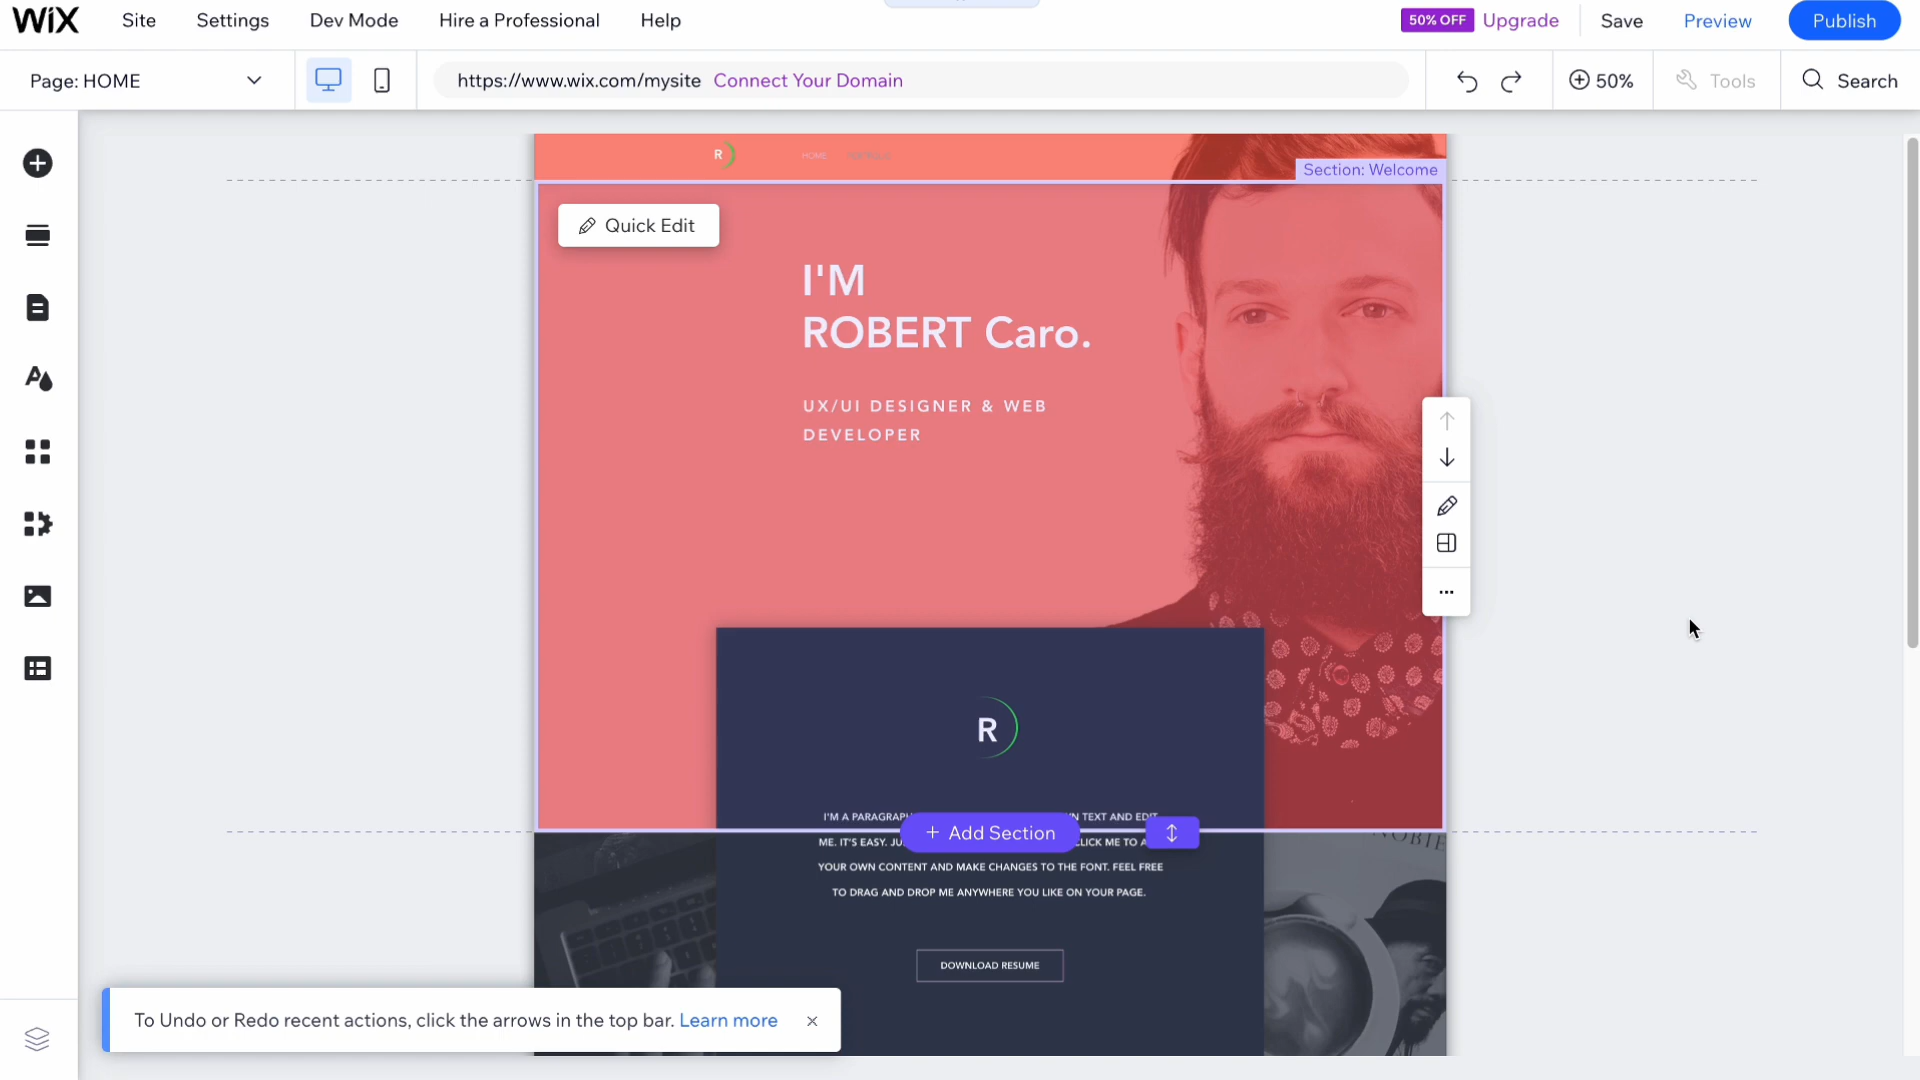 WiX Site Settings Dev Mode Hire a Professional Help 50% OFF Upgrade Save Preview Publish
Page: HOME https://www.wix.com/mysite Connect Your Domain 50% Tools Search
R HOME
Section: Welcome
Quick Edit
I'M
ROBERT Caro.
UX/UI DESIGNER & WEB
DEVELOPER
R
I'M A PARAGRAPH TEXT AND EDIT
+ Add Section
ME. IT'S EASY. CLICK ME TO
YOUR OWN CONTENT AND MAKE CHANGES TO THE FONT. FEEL FREE
TO DRAG AND DROP ME ANYWHERE YOU LIKE ON YOUR PAGE.
DOWNLOAD RESUME
To Undo or Redo recent actions, click the arrows in the top bar. Learn more